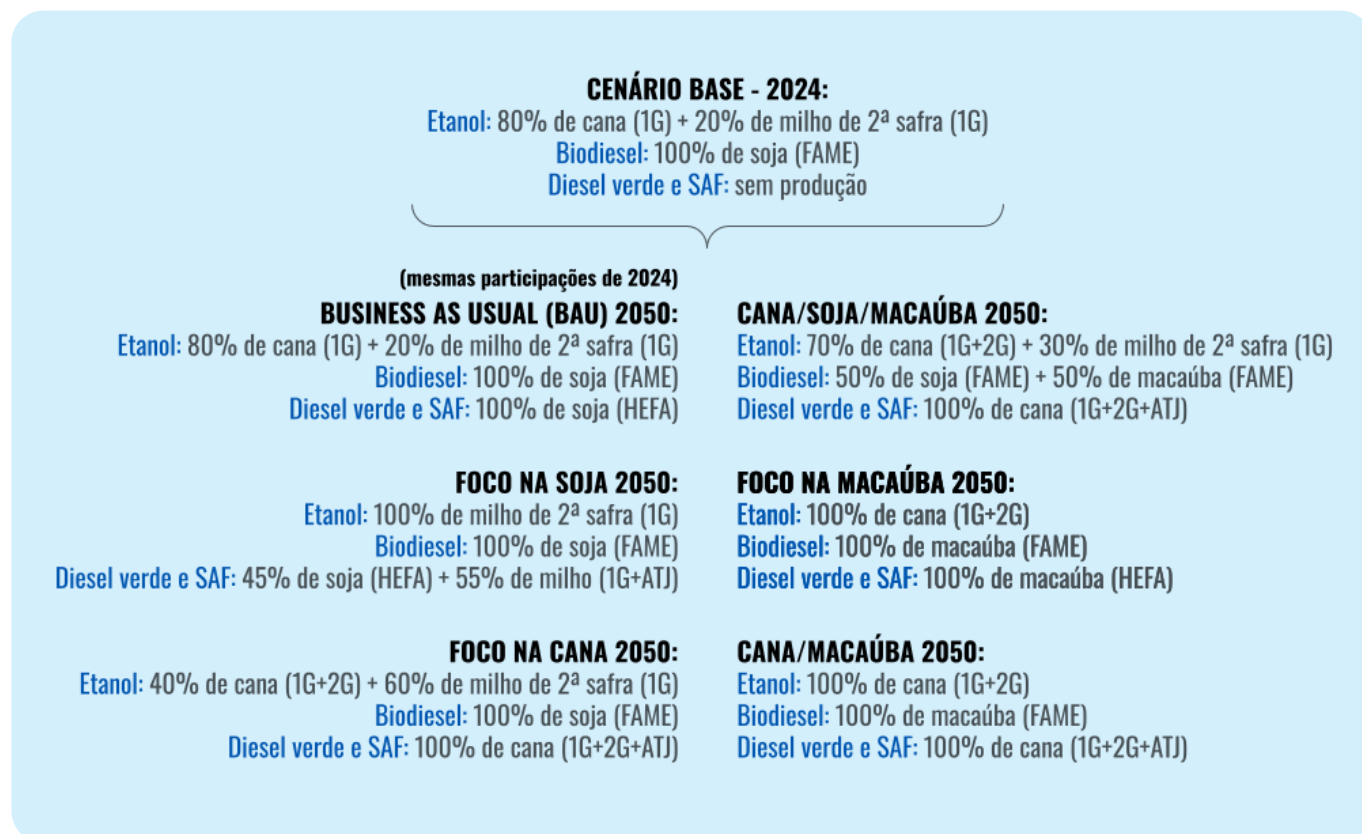 CENÁRIO BASE - 2024:
Etanol: 80% de cana (1G) + 20% de milho de 2ª safra (1G)
Biodiesel: 100% de soja (FAME)
Diesel verde e SAF: sem produção
(mesmas participações de 2024)
BUSINESS AS USUAL (BAU) 2050:
Etanol: 80% de cana (1G) + 20% de milho de 2ª safra (1G)
Biodiesel: 100% de soja (FAME)
Diesel verde e SAF: 100% de soja (HEFA)
CANA/SOJA/MACAÚBA 2050:
Etanol: 70% de cana (1G+2G) + 30% de milho de 2ª safra (1G)
Biodiesel: 50% de soja (FAME) + 50% de macaúba (FAME)
Diesel verde e SAF: 100% de cana (1G+2G+ATJ)
FOCO NA SOJA 2050:
Etanol: 100% de milho de 2ª safra (1G)
Biodiesel: 100% de soja (FAME)
Diesel verde e SAF: 45% de soja (HEFA) + 55% de milho (1G+ATJ)
FOCO NA MACAÚBA 2050:
Etanol: 100% de cana (1G+2G)
Biodiesel: 100% de macaúba (FAME)
Diesel verde e SAF: 100% de macaúba (HEFA)
FOCO NA CANA 2050:
Etanol: 40% de cana (1G+2G) + 60% de milho de 2ª safra (1G)
Biodiesel: 100% de soja (FAME)
Diesel verde e SAF: 100% de cana (1G+2G+ATJ)
CANA/MACAÚBA 2050:
Etanol: 100% de cana (1G+2G)
Biodiesel: 100% de macaúba (FAME)
Diesel verde e SAF: 100% de cana (1G+2G+ATJ)